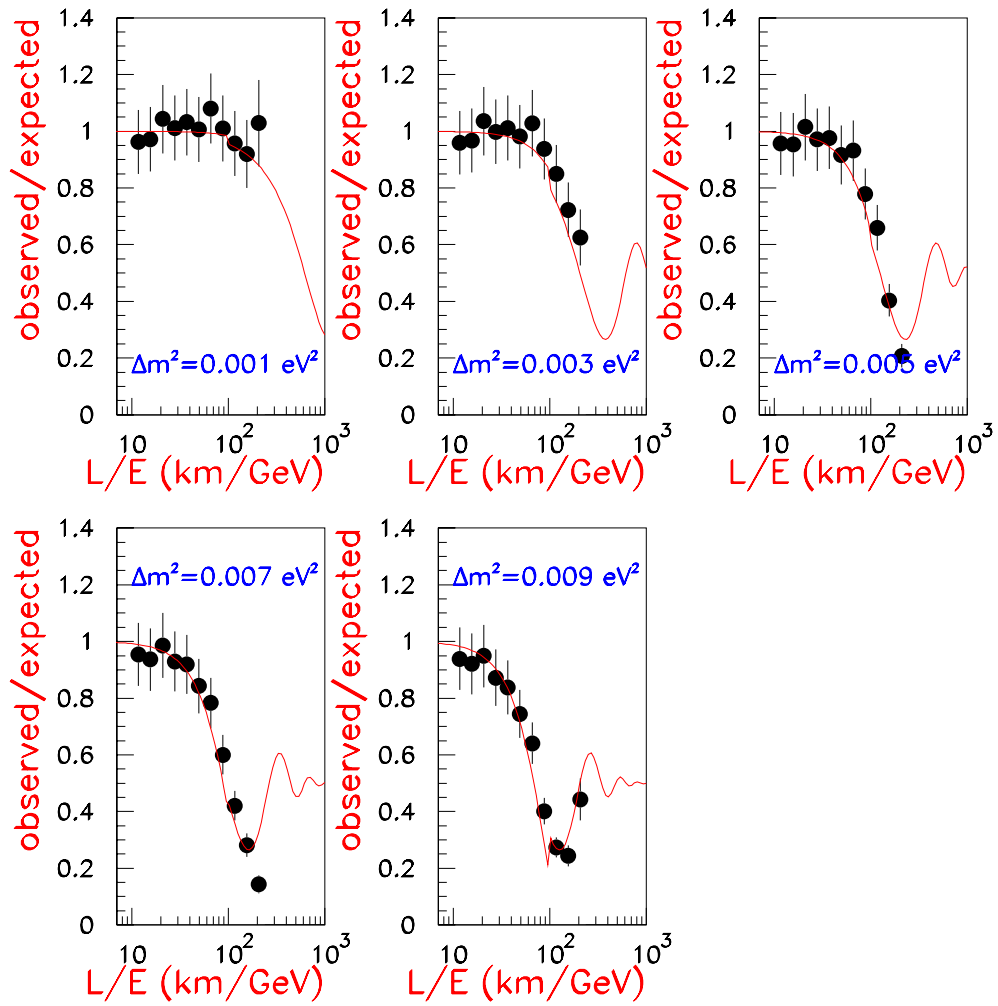 observed/expected
1.4
1.2
1
0.8
0.6
0.4
0.2
0
Δm²=0.001 eV²
10 10² 10³
L/E (km/GeV)
observed/expected
1.4
1.2
1
0.8
0.6
0.4
0.2
0
Δm²=0.003 eV²
10 10² 10³
L/E (km/GeV)
observed/expected
1.4
1.2
1
0.8
0.6
0.4
0.2
0
Δm²=0.005 eV²
10 10² 10³
L/E (km/GeV)
observed/expected
1.4
1.2
1
0.8
0.6
0.4
0.2
0
Δm²=0.007 eV²
10 10² 10³
L/E (km/GeV)
observed/expected
1.4
1.2
1
0.8
0.6
0.4
0.2
0
Δm²=0.009 eV²
10 10² 10³
L/E (km/GeV)